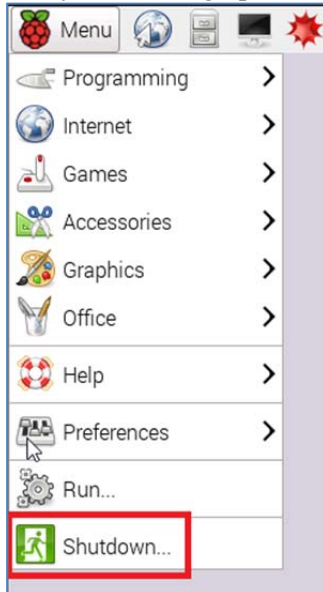 Menu
Programming
Internet
Games
Accessories
Graphics
Office
Help
Preferences
Run...
Shutdown...